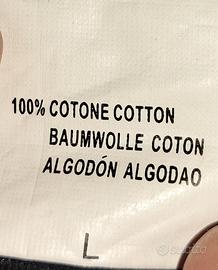 100% COTONE COTTON
BAUMWOLLE COTON
ALGODÓN ALGODAO
L